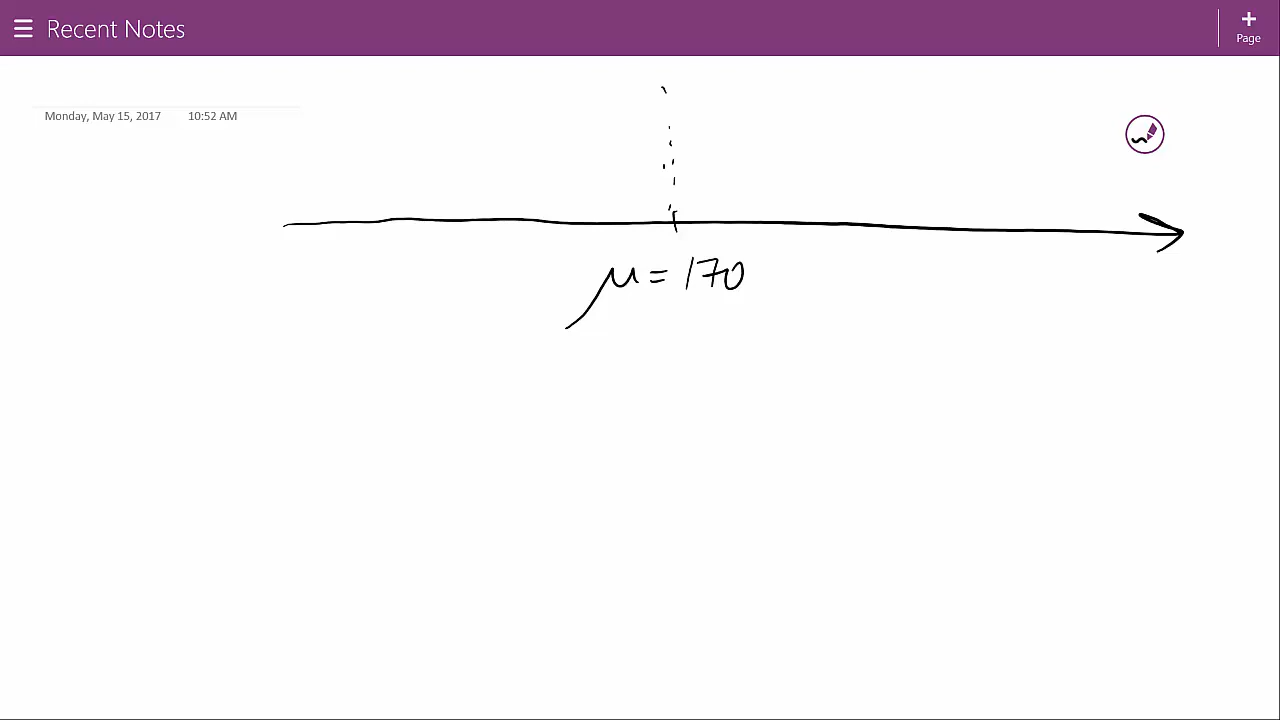 Recent Notes
+
Page
Monday, May 15, 2017 10:52 AM
μ = 170